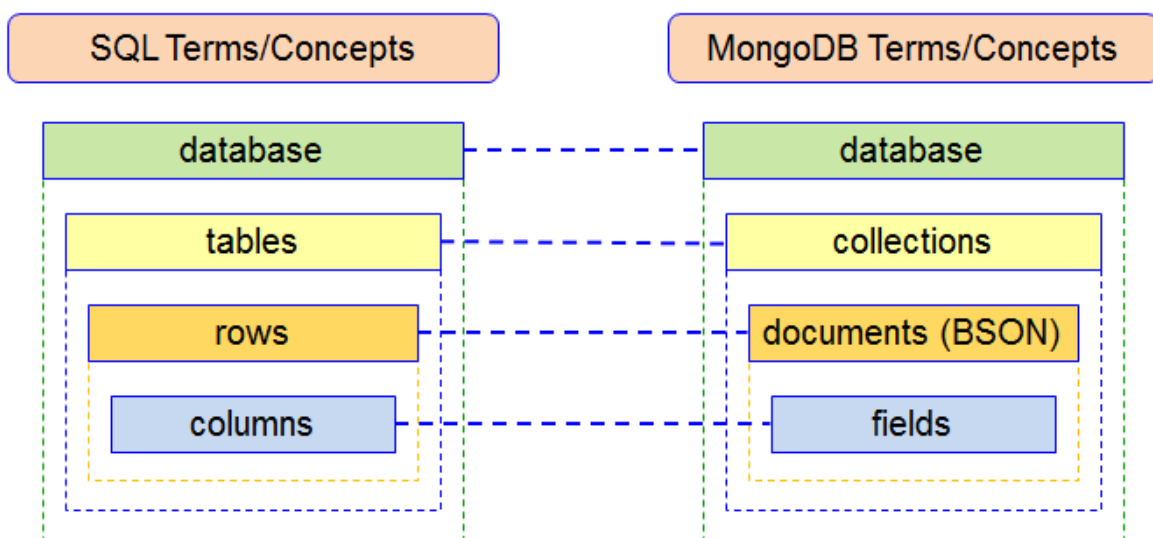 SQL Terms/Concepts
MongoDB Terms/Concepts
database
database
tables
collections
rows
documents (BSON)
columns
fields